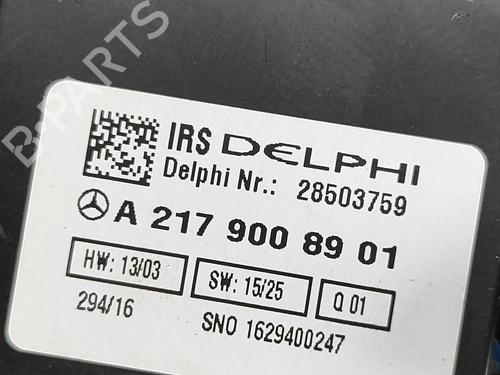 B-PARTS
IRS DELPHI
Delphi Nr.: 28503759
A 217 900 89 01
HW: 13/03 SW: 15/25 Q 01
294/16 SNO 1629400247